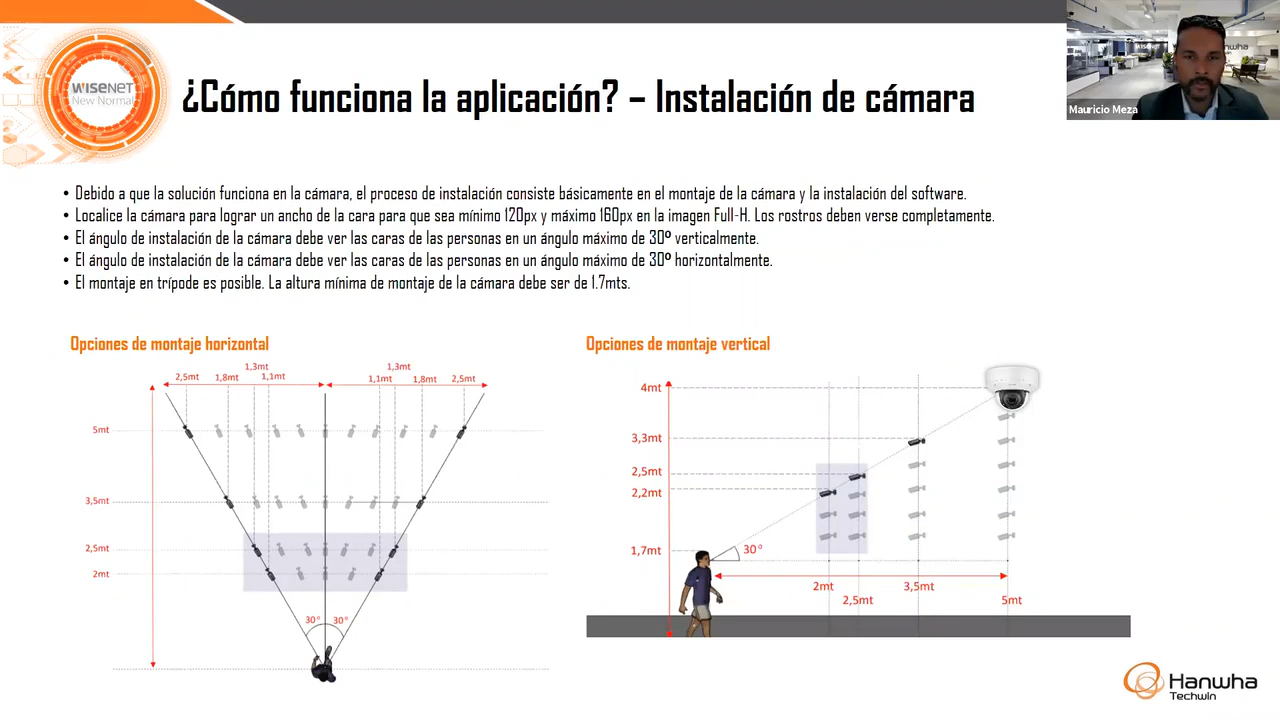 WISENET
New Normal
¿Cómo funciona la aplicación? – Instalación de cámara
WISENET
Hanwha
Mauricio Meza
• Debido a que la solución funciona en la cámara, el proceso de instalación consiste básicamente en el montaje de la cámara y la instalación del software.
• Localice la cámara para lograr un ancho de la cara para que sea mínimo 120px y máximo 160px en la imagen Full-H. Los rostros deben verse completamente.
• El ángulo de instalación de la cámara debe ver las caras de las personas en un ángulo máximo de 30º verticalmente.
• El ángulo de instalación de la cámara debe ver las caras de las personas en un ángulo máximo de 30º horizontalmente.
• El montaje en trípode es posible. La altura mínima de montaje de la cámara debe ser de 1.7mts.
Opciones de montaje horizontal
1,3mt 1,3mt
2,5mt 1,8mt 1,1mt 1,1mt 1,8mt 2,5mt
5mt
3,5mt
2,5mt
2mt
30° 30°
Opciones de montaje vertical
4mt
3,3mt
2,5mt
2,2mt
1,7mt
30°
2mt 3,5mt
2,5mt 5mt
Hanwha
Techwin